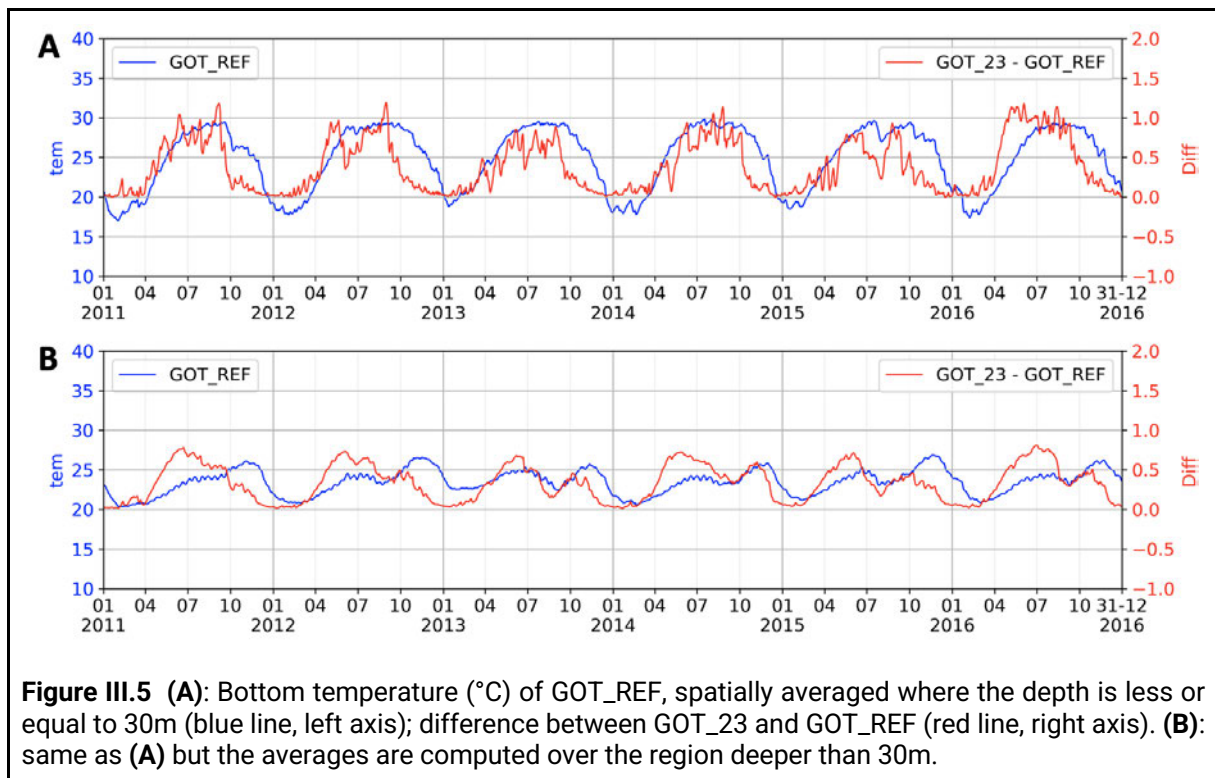 A
GOT_REF
GOT_23 - GOT_REF
40
35
30
25
20
15
10
tem
2.0
1.5
1.0
0.5
0.0
−0.5
−1.0
Diff
01 04 07 10 01 04 07 10 01 04 07 10 01 04 07 10 01 04 07 10 01 04 07 10 31-12
2011 2012 2013 2014 2015 2016 2016
B
GOT_REF
GOT_23 - GOT_REF
40
35
30
25
20
15
10
tem
2.0
1.5
1.0
0.5
0.0
−0.5
−1.0
Diff
01 04 07 10 01 04 07 10 01 04 07 10 01 04 07 10 01 04 07 10 01 04 07 10 31-12
2011 2012 2013 2014 2015 2016 2016
Figure III.5 (A): Bottom temperature (°C) of GOT_REF, spatially averaged where the depth is less or
equal to 30m (blue line, left axis); difference between GOT_23 and GOT_REF (red line, right axis). (B):
same as (A) but the averages are computed over the region deeper than 30m.